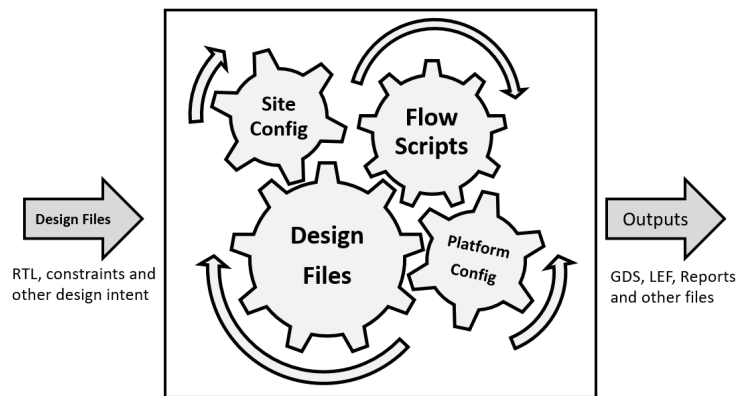 Site
Config
Flow
Scripts
Design Files
RTL, constraints and
other design intent
Design
Files
Platform
Config
Outputs
GDS, LEF, Reports
and other files